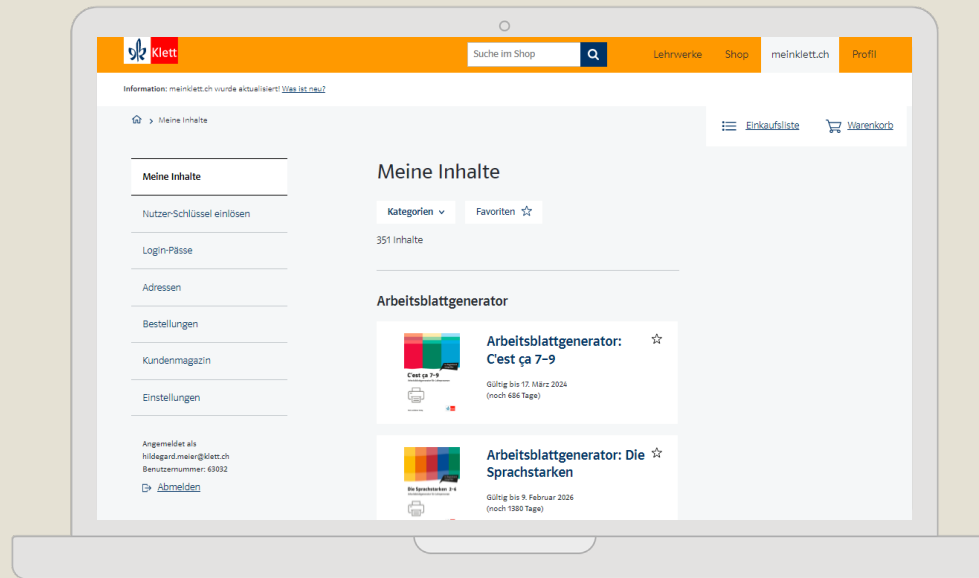 Klett
Suche im Shop
Lehrwerke
Shop
meinklett.ch
Profil
Information: meinklett.ch wurde aktualisiert! Was ist neu?
Meine Inhalte
Einkaufsliste
Warenkorb
Meine Inhalte
Nutzer-Schlüssel einlösen
Login-Pässe
Adressen
Bestellungen
Kundenmagazin
Einstellungen
Angemeldet als
hildegard.meier@klett.ch
Benutzernummer: 63032
Abmelden
Meine Inhalte
Kategorien
Favoriten
351 Inhalte
Arbeitsblattgenerator
C'est ça 7-9
Arbeitsblattgenerator:
C'est ça 7–9
Gültig bis 17. März 2024
(noch 686 Tage)
Die Sprachstarken 2-6
Arbeitsblattgenerator: Die
Sprachstarken
Gültig bis 9. Februar 2026
(noch 1380 Tage)